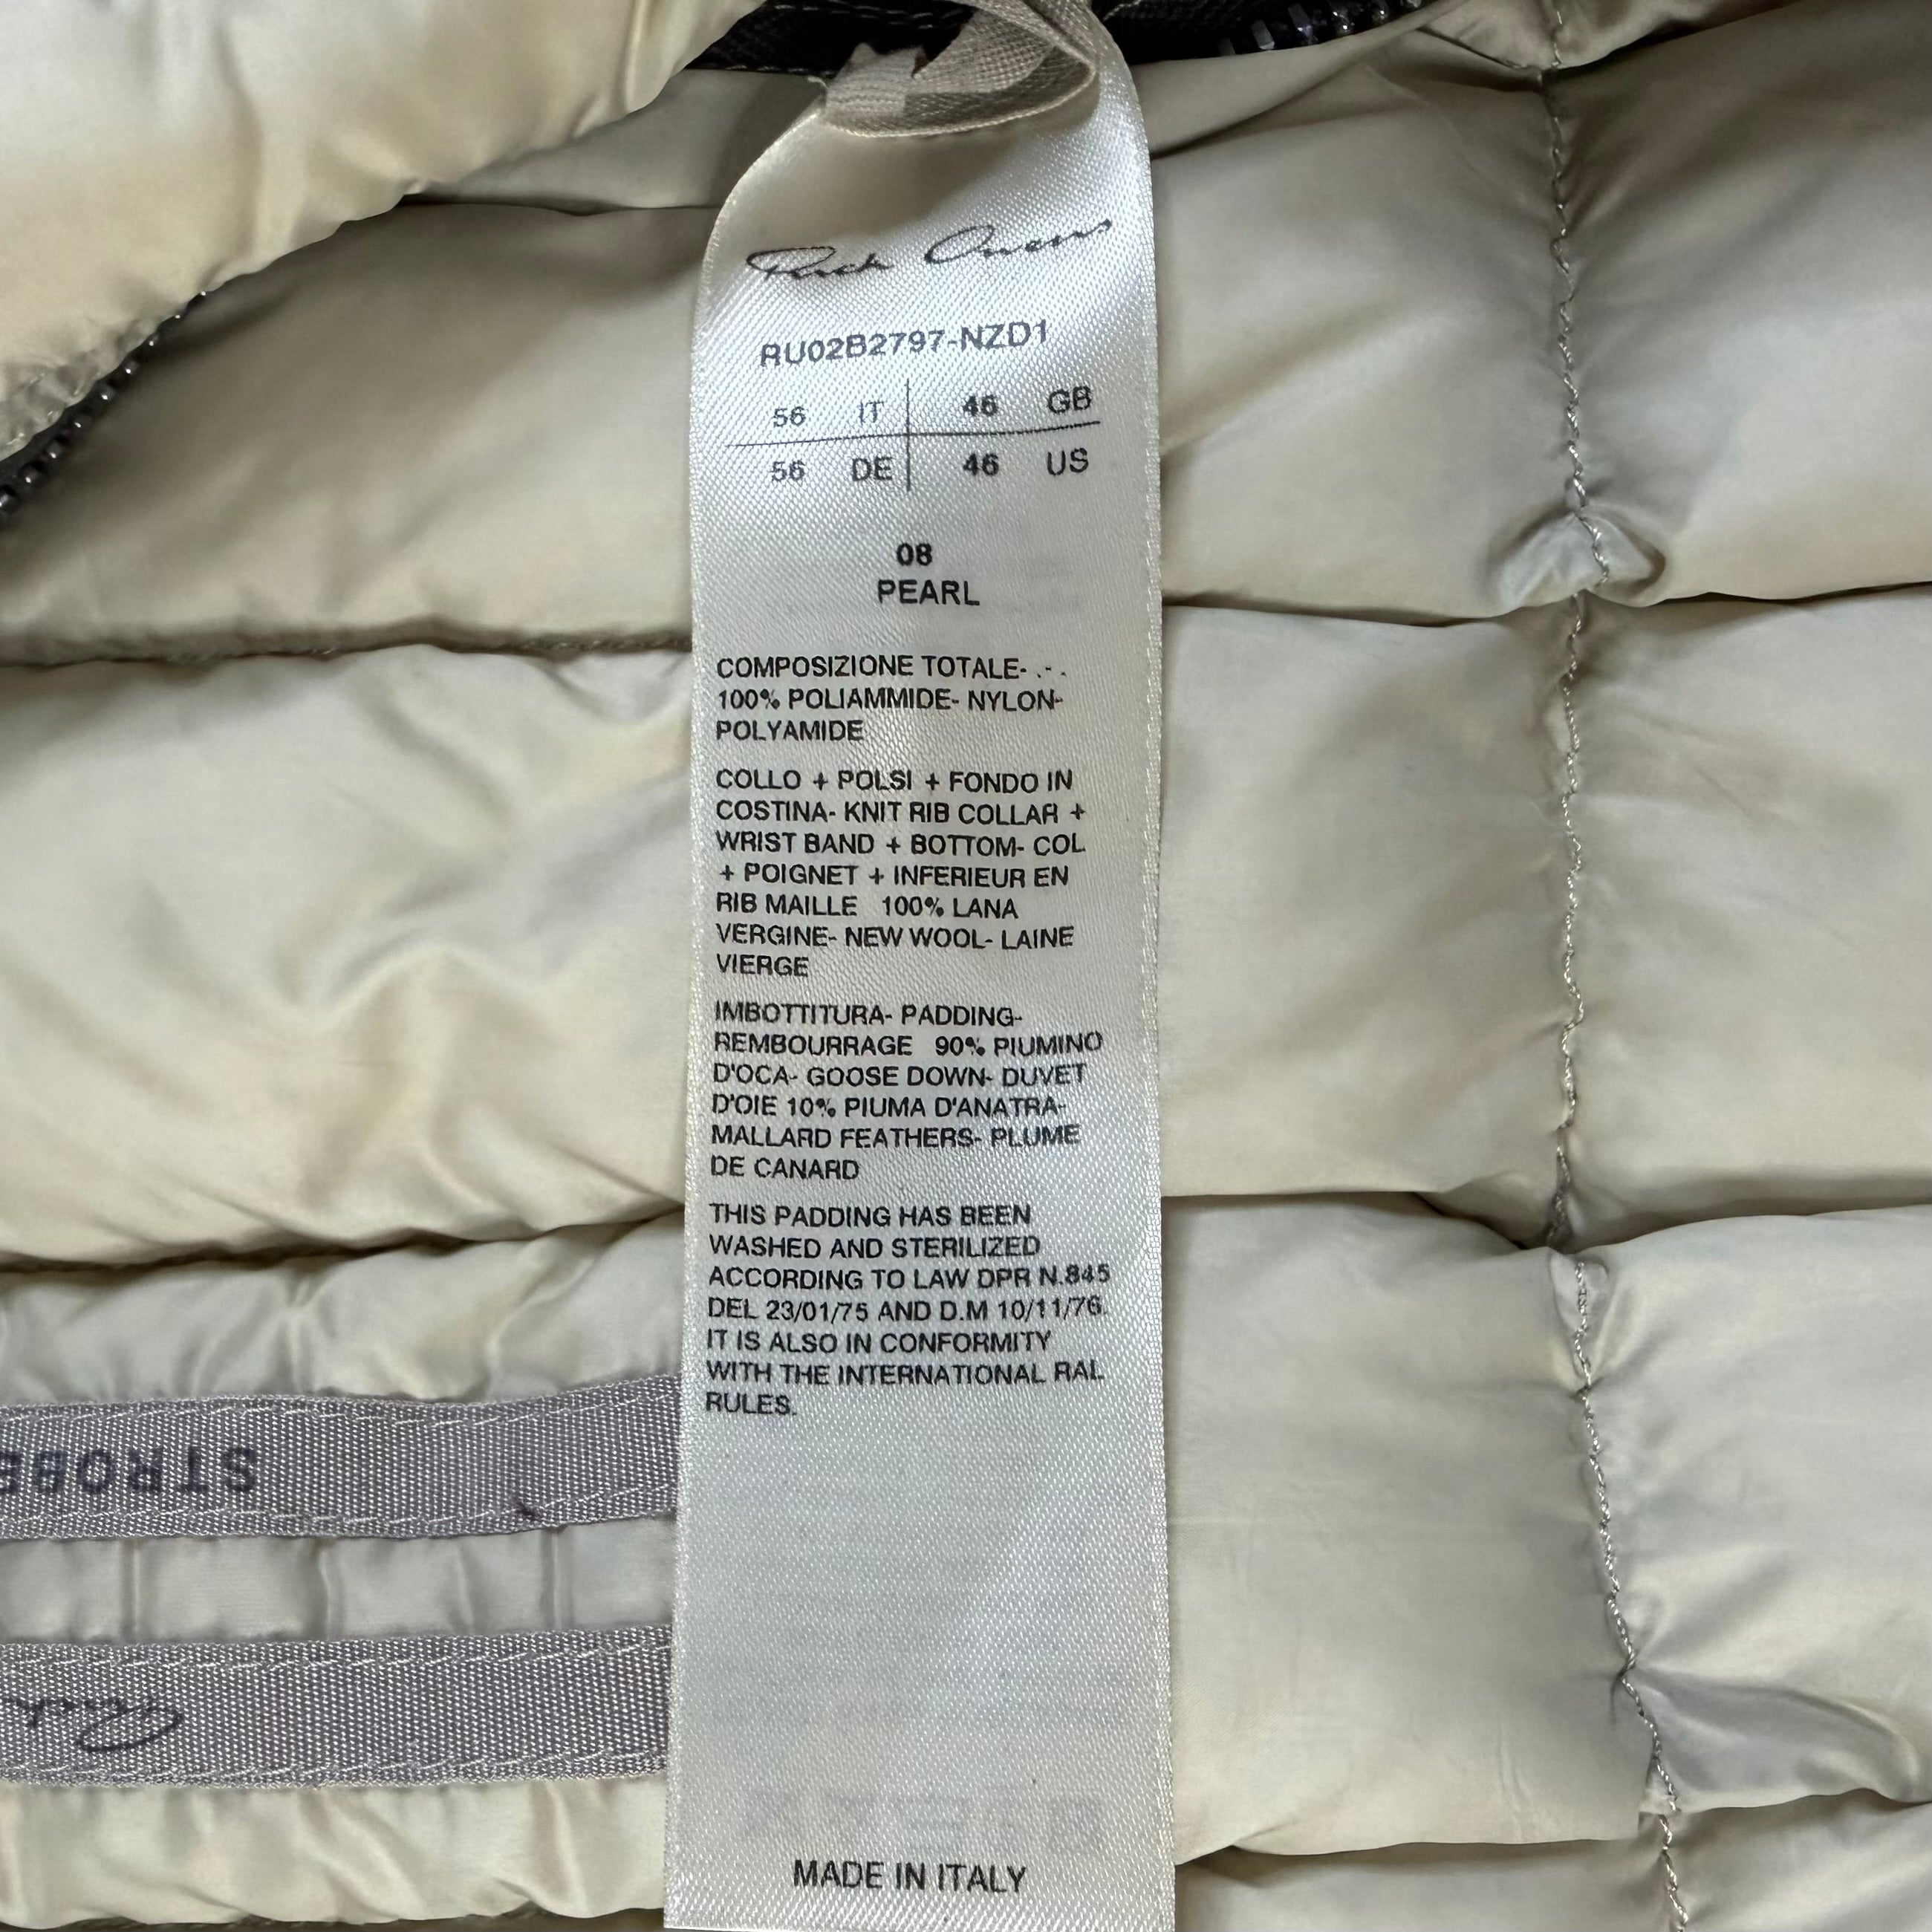 Rick Owens
RU02B2797-NZD1
56 IT 46 GB
56 DE 46 US
08
PEARL
COMPOSIZIONE TOTALE- .-.
100% POLIAMMIDE- NYLON-
POLYAMIDE
COLLO + POLSI + FONDO IN
COSTINA- KNIT RIB COLLAR +
WRIST BAND + BOTTOM- COL
+ POIGNET + INFERIEUR EN
RIB MAILLE 100% LANA
VERGINE- NEW WOOL- LAINE
VIERGE
IMBOTTITURA- PADDING-
REMBOURRAGE 90% PIUMINO
D'OCA- GOOSE DOWN- DUVET
D'OIE 10% PIUMA D'ANATRA-
MALLARD FEATHERS- PLUME
DE CANARD
THIS PADDING HAS BEEN
WASHED AND STERILIZED
ACCORDING TO LAW DPR N.845
DEL 23/01/75 AND D.M 10/11/76.
IT IS ALSO IN CONFORMITY
WITH THE INTERNATIONAL RAL
RULES.
MADE IN ITALY
STROBE
Rick